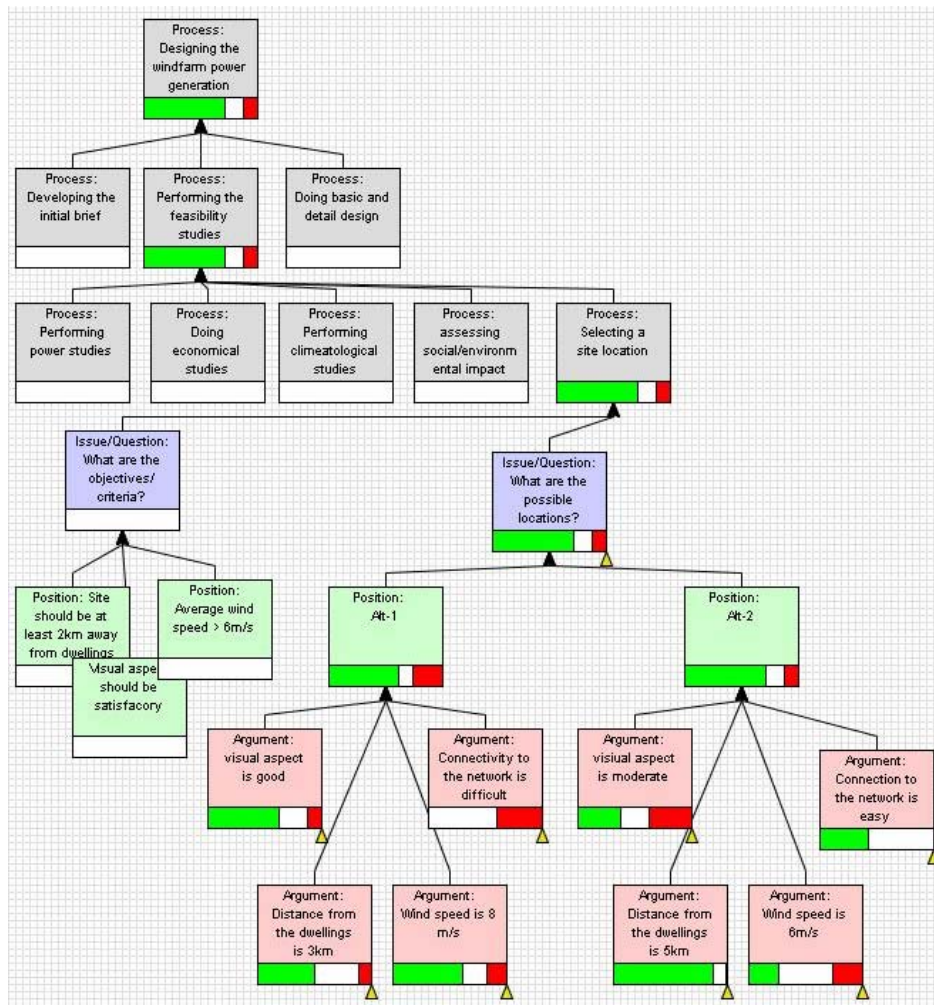 Process:
Designing the
windfarm power
generation
Process:
Developing the
initial brief
Process:
Performing the
feasibility
studies
Process:
Doing basic and
detail design
Process:
Performing
power studies
Process:
Doing
economical
studies
Process:
Performing
climeatological
studies
Process:
assessing
social/environm
ental impact
Process:
Selecting a
site location
Issue/Question:
What are the
objectives/
criteria?
Issue/Question:
What are the
possible
locations?
Position: Site
should be at
least 2km away
from dwellings
Visual aspe
should be
satisfacory
Position:
Average wind
speed > 6m/s
Position:
Alt-1
Position:
Alt-2
Argument:
visual aspect
is good
Argument:
Connectivity to
the network is
difficult
Argument:
visiual aspect
is moderate
Argument:
Connection to
the network is
easy
Argument:
Distance from
the dwellings
is 3km
Argument:
Wind speed is 8
m/s
Argument:
Distance from
the dwellings
is 5km
Argument:
Wind speed is
6m/s